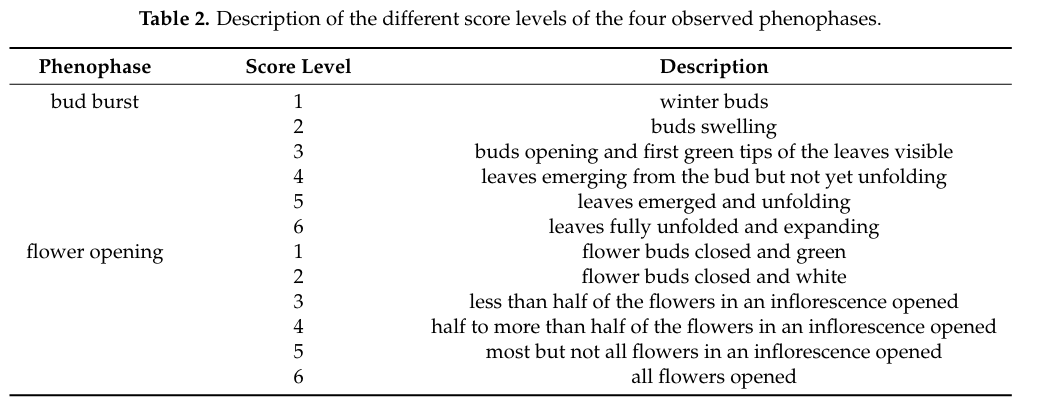 Table 2. Description of the different score levels of the four observed phenophases.
Phenophase Score Level Description
bud burst 1 winter buds
2 buds swelling
3 buds opening and first green tips of the leaves visible
4 leaves emerging from the bud but not yet unfolding
5 leaves emerged and unfolding
6 leaves fully unfolded and expanding
flower opening 1 flower buds closed and green
2 flower buds closed and white
3 less than half of the flowers in an inflorescence opened
4 half to more than half of the flowers in an inflorescence opened
5 most but not all flowers in an inflorescence opened
6 all flowers opened